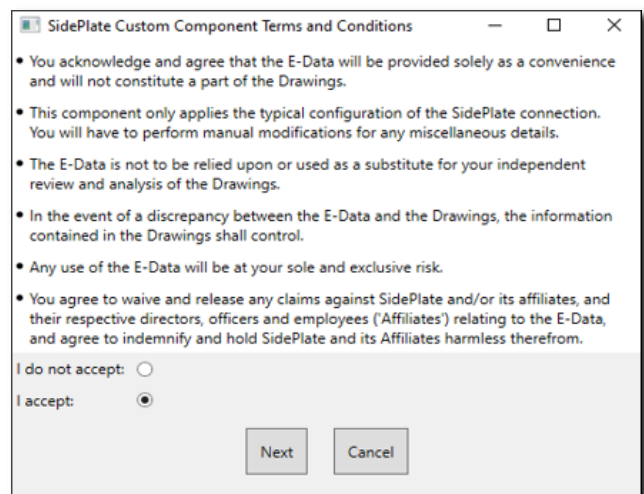 SidePlate Custom Component Terms and Conditions
• You acknowledge and agree that the E-Data will be provided solely as a convenience
and will not constitute a part of the Drawings.
• This component only applies the typical configuration of the SidePlate connection.
You will have to perform manual modifications for any miscellaneous details.
• The E-Data is not to be relied upon or used as a substitute for your independent
review and analysis of the Drawings.
• In the event of a discrepancy between the E-Data and the Drawings, the information
contained in the Drawings shall control.
• Any use of the E-Data will be at your sole and exclusive risk.
• You agree to waive and release any claims against SidePlate and/or its affiliates, and
their respective directors, officers and employees ('Affiliates') relating to the E-Data,
and agree to indemnify and hold SidePlate and its Affiliates harmless therefrom.
I do not accept:
I accept:
Next Cancel